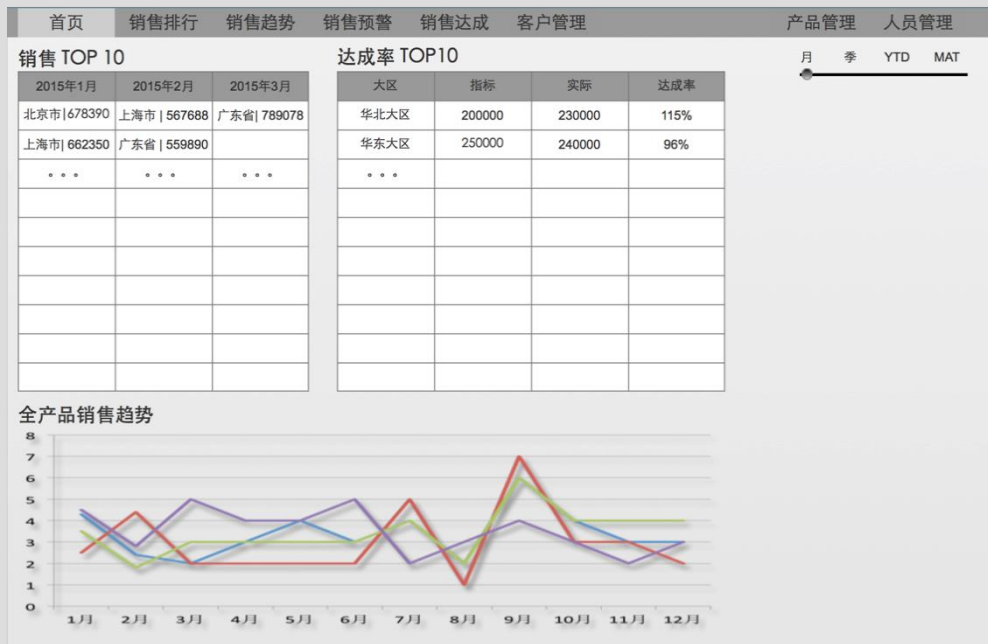 首页 销售排行 销售趋势 销售预警 销售达成 客户管理 产品管理 人员管理
销售 TOP 10
2015年1月 2015年2月 2015年3月
北京市|678390 上海市 | 567688 广东省| 789078
上海市| 662350 广东省 | 559890
。。。 。。。 。。。
达成率 TOP10
大区 指标 实际 达成率
华北大区 200000 230000 115%
华东大区 250000 240000 96%
。。。
月 季 YTD MAT
全产品销售趋势
8
7
6
5
4
3
2
1
0
1月 2月 3月 4月 5月 6月 7月 8月 9月 10月 11月 12月